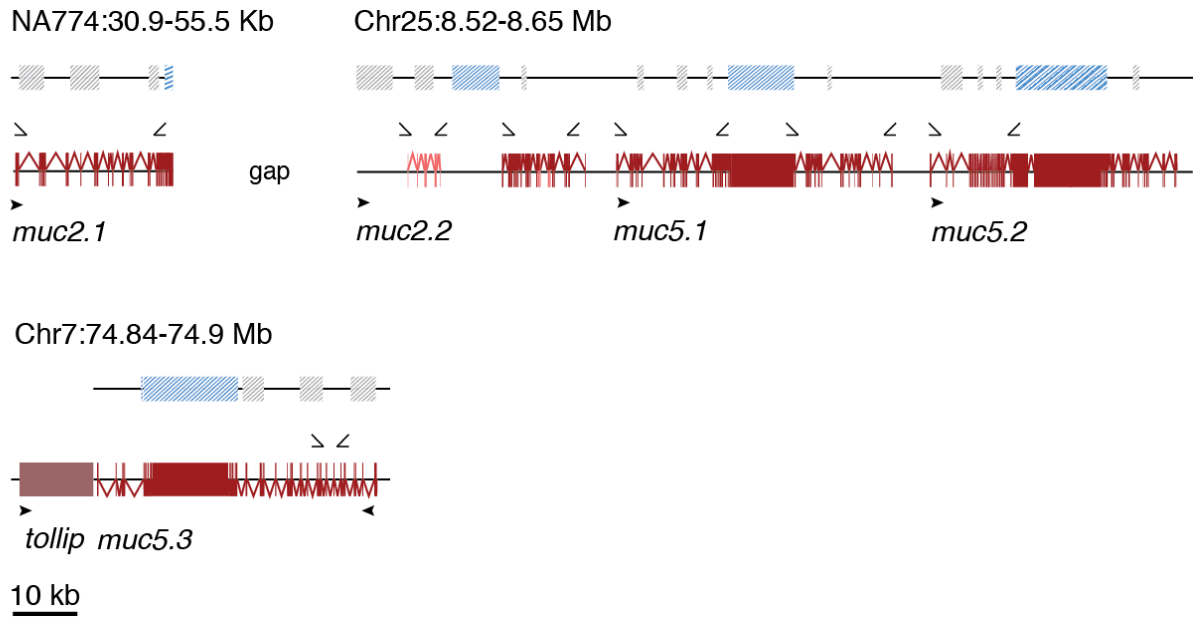 NA774:30.9-55.5 Kb Chr25:8.52-8.65 Mb
gap
muc2.1 muc2.2 muc5.1 muc5.2
Chr7:74.84-74.9 Mb
tollip muc5.3
10 kb